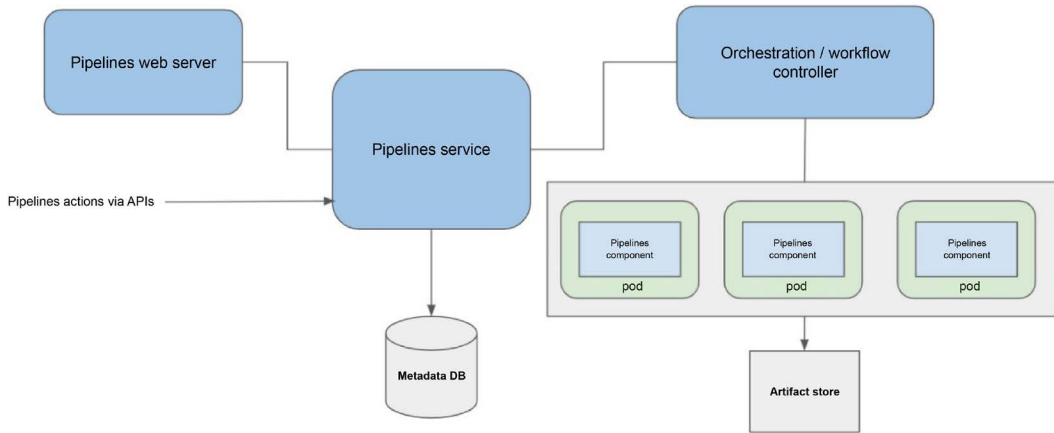 Pipelines web server
Orchestration / workflow
controller
Pipelines service
Pipelines actions via APIs
Pipelines
component
pod
Pipelines
component
pod
Pipelines
component
pod
Metadata DB
Artifact store